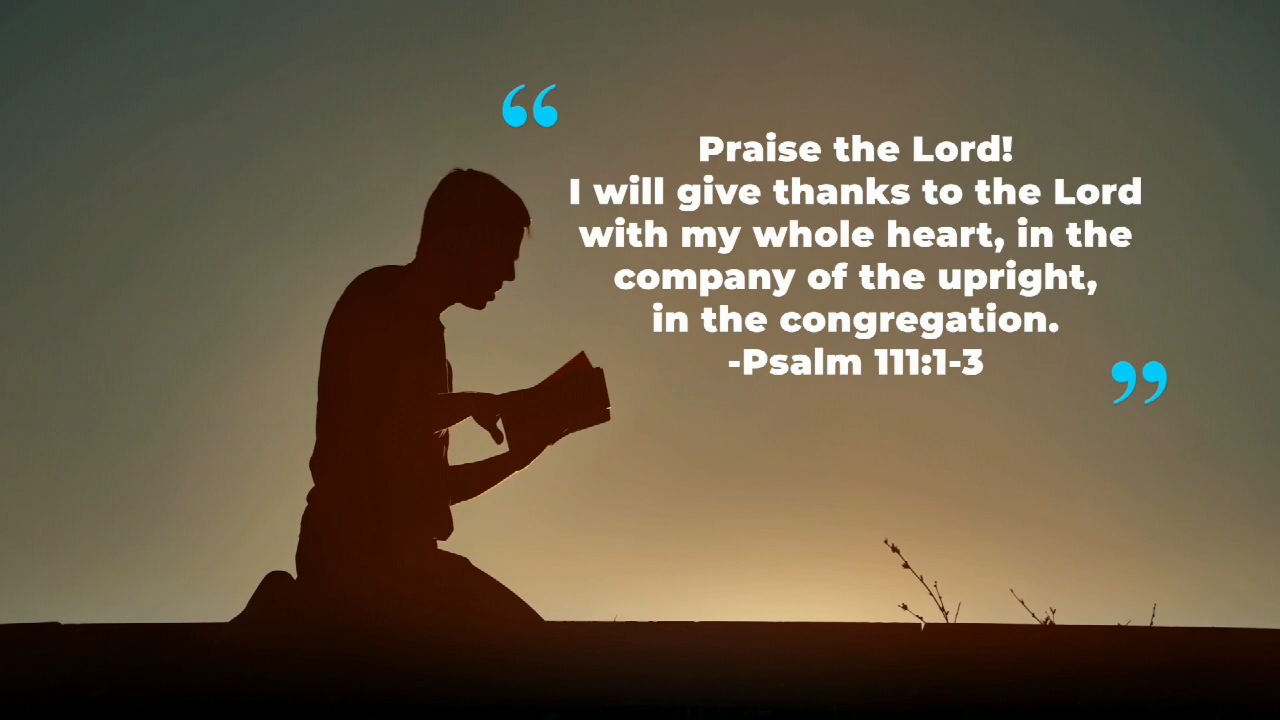 “
Praise the Lord!
I will give thanks to the Lord
with my whole heart, in the
company of the upright,
in the congregation.
-Psalm 111:1-3
”